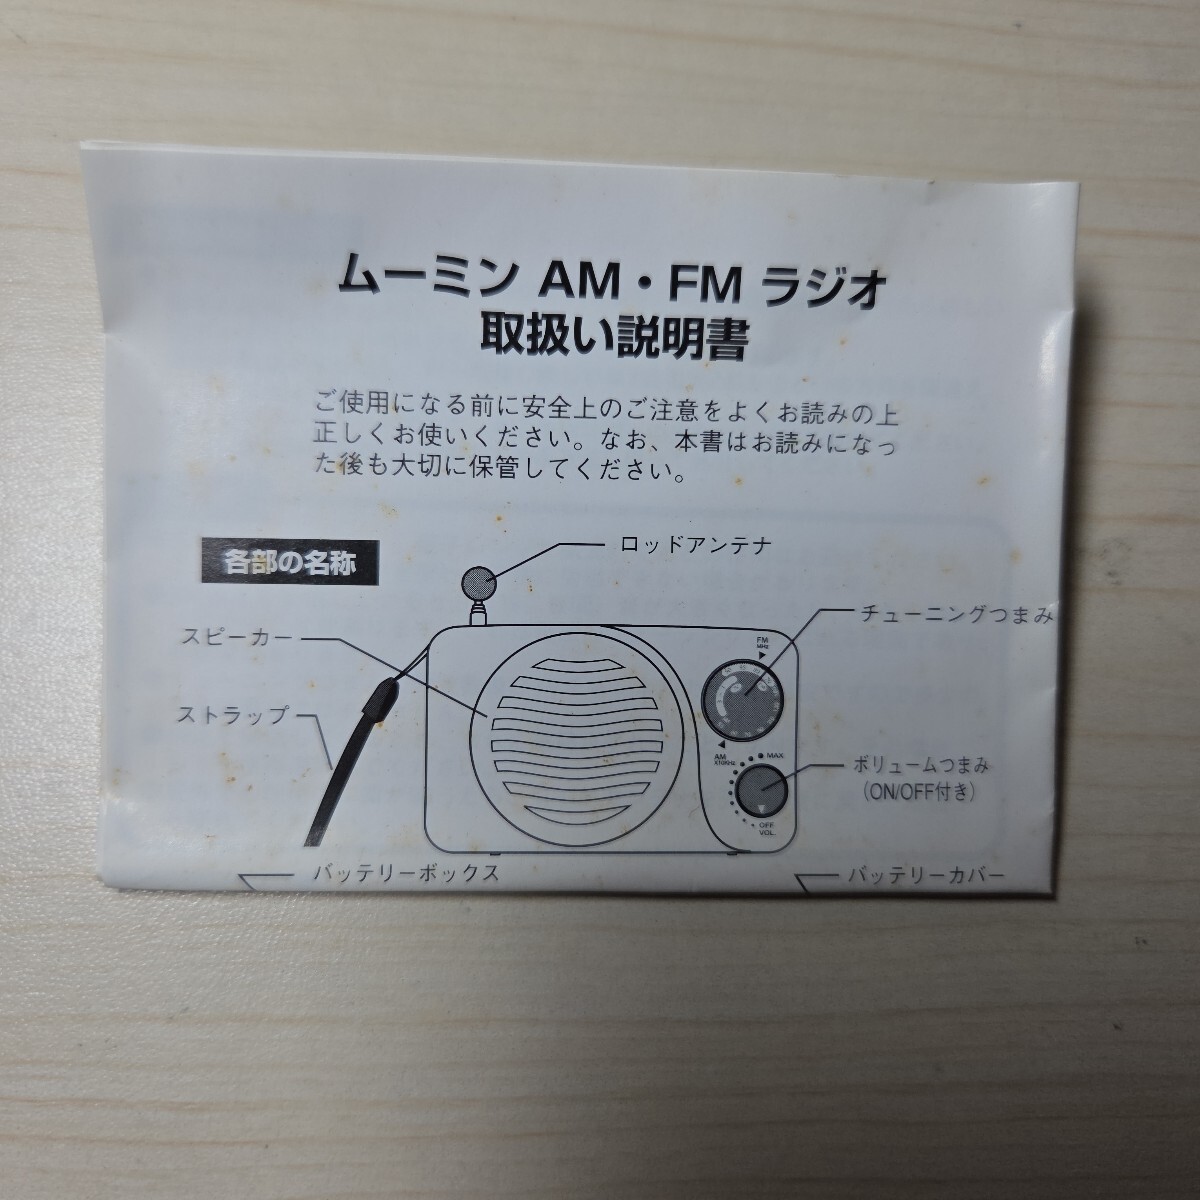 ムーミン AM・FM ラジオ
取扱い説明書
ご使用になる前に安全上のご注意をよくお読みの上
正しくお使いください。なお、本書はお読みになっ
た後も大切に保管してください。
各部の名称
ロッドアンテナ
チューニングつまみ
スピーカー
FM
MHz
ストラップ
AM
X10KHz
MAX
ボリュームつまみ
(ON/OFF付き)
OFF
VOL.
バッテリーボックス
バッテリーカバー